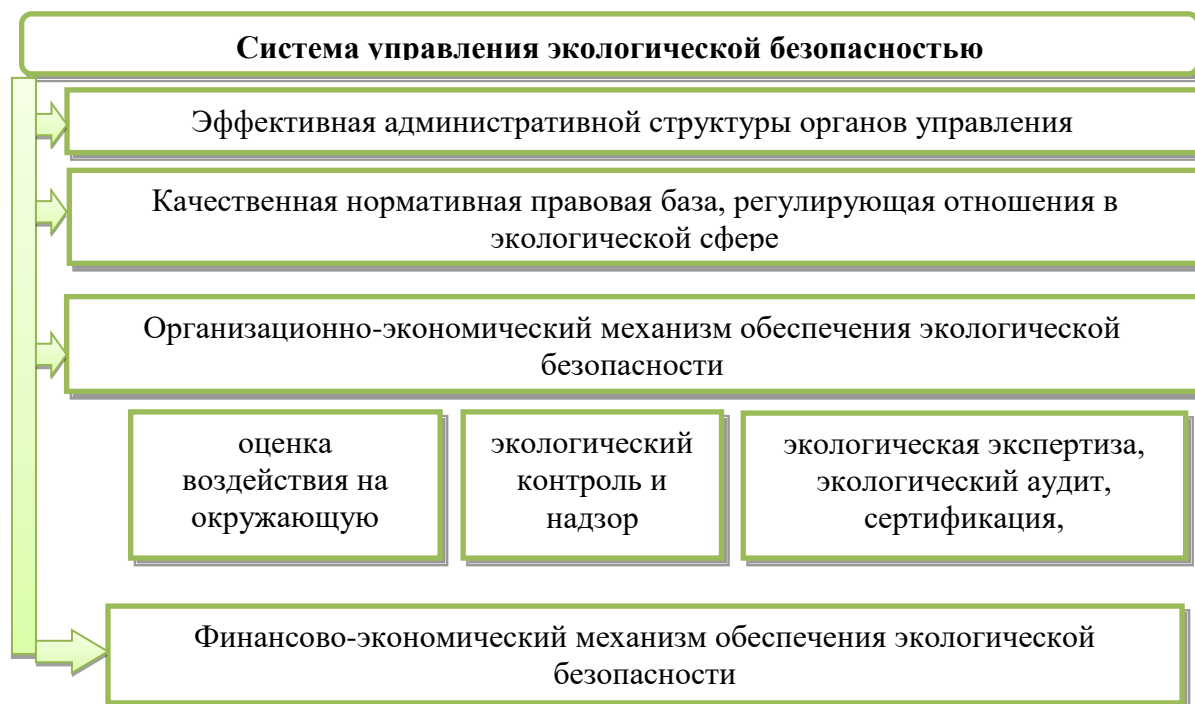 Система управления экологической безопасностью
Эффективная административной структуры органов управления
Качественная нормативная правовая база, регулирующая отношения в
экологической сфере
Организационно-экономический механизм обеспечения экологической
безопасности
оценка
воздействия на
окружающую
экологический
контроль и
надзор
экологическая экспертиза,
экологический аудит,
сертификация,
Финансово-экономический механизм обеспечения экологической
безопасности